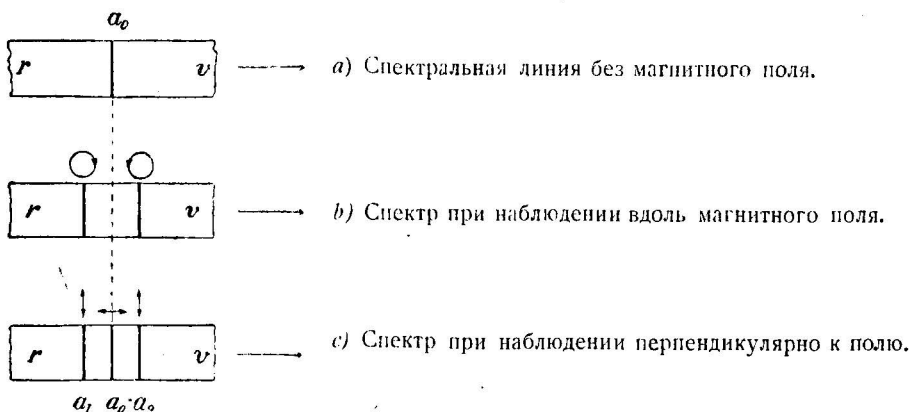 a₀
r v a) Спектральная линия без магнитного поля.
r v b) Спектр при наблюдении вдоль магнитного поля.
r v c) Спектр при наблюдении перпендикулярно к полю.
a₁ a₀ a₂